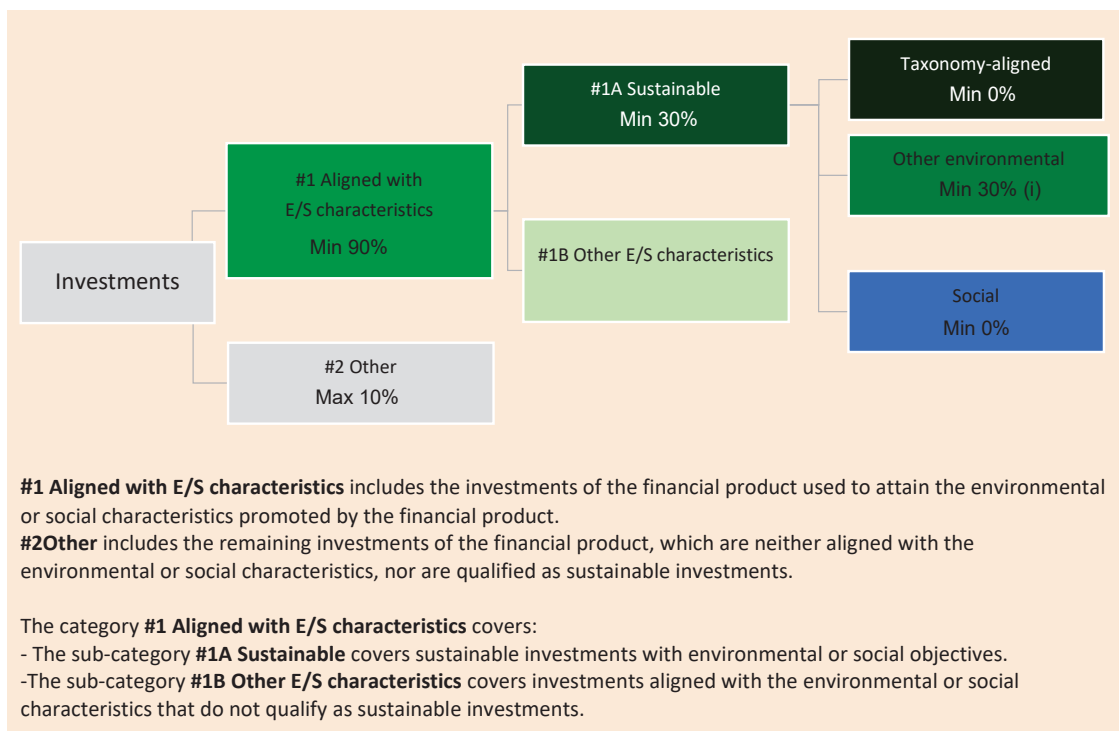 Taxonomy-aligned
Min 0%
#1A Sustainable
Min 30%
Other environmental
Min 30% (i)
#1 Aligned with
E/S characteristics
Min 90%
#1B Other E/S characteristics
Investments
Social
Min 0%
#2 Other
Max 10%
#1 Aligned with E/S characteristics includes the investments of the financial product used to attain the environmental
or social characteristics promoted by the financial product.
#2Other includes the remaining investments of the financial product, which are neither aligned with the
environmental or social characteristics, nor are qualified as sustainable investments.
The category #1 Aligned with E/S characteristics covers:
- The sub-category #1A Sustainable covers sustainable investments with environmental or social objectives.
-The sub-category #1B Other E/S characteristics covers investments aligned with the environmental or social
characteristics that do not qualify as sustainable investments.